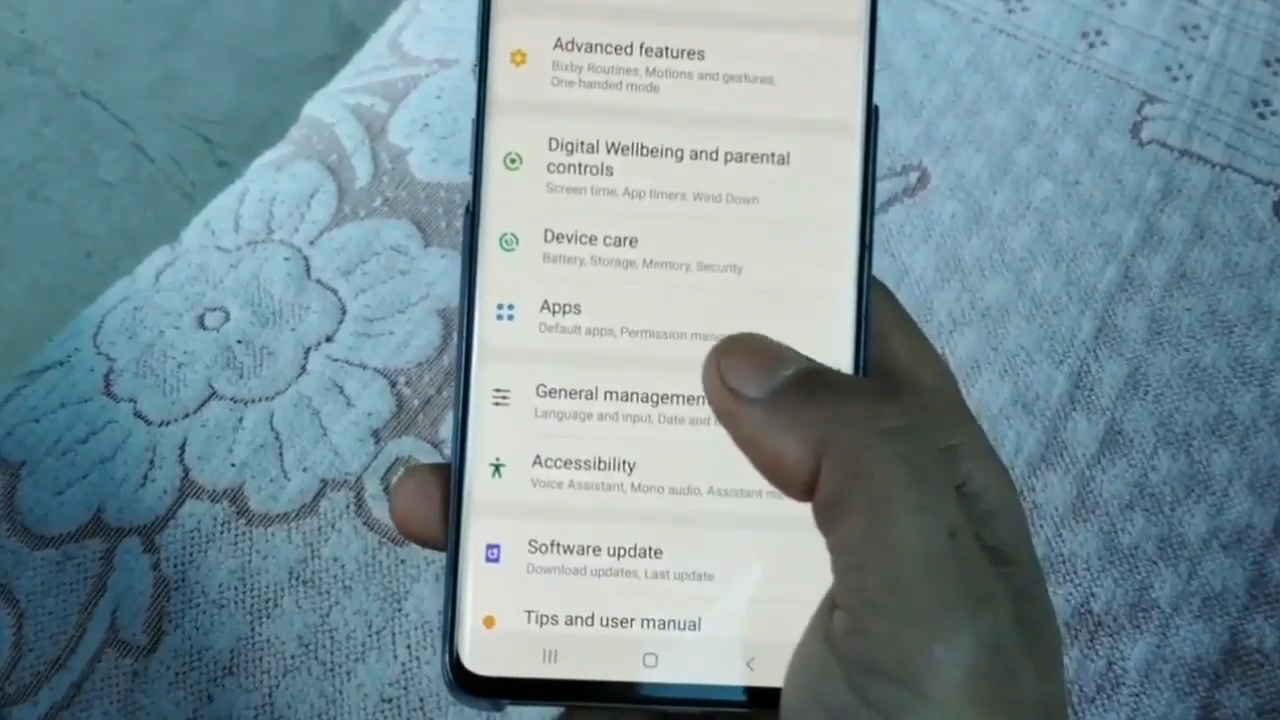 Advanced features
Bixby Routines, Motions and gestures,
One-handed mode
Digital Wellbeing and parental
controls
Screen time, App timers, Wind Down
Device care
Battery, Storage, Memory, Security
Apps
Default apps, Permission
General
Language and input, Date and
Accessibility
Voice Assistant, Mono audio, Assistant
Software update
Download updates, Last update
Tips and user manual